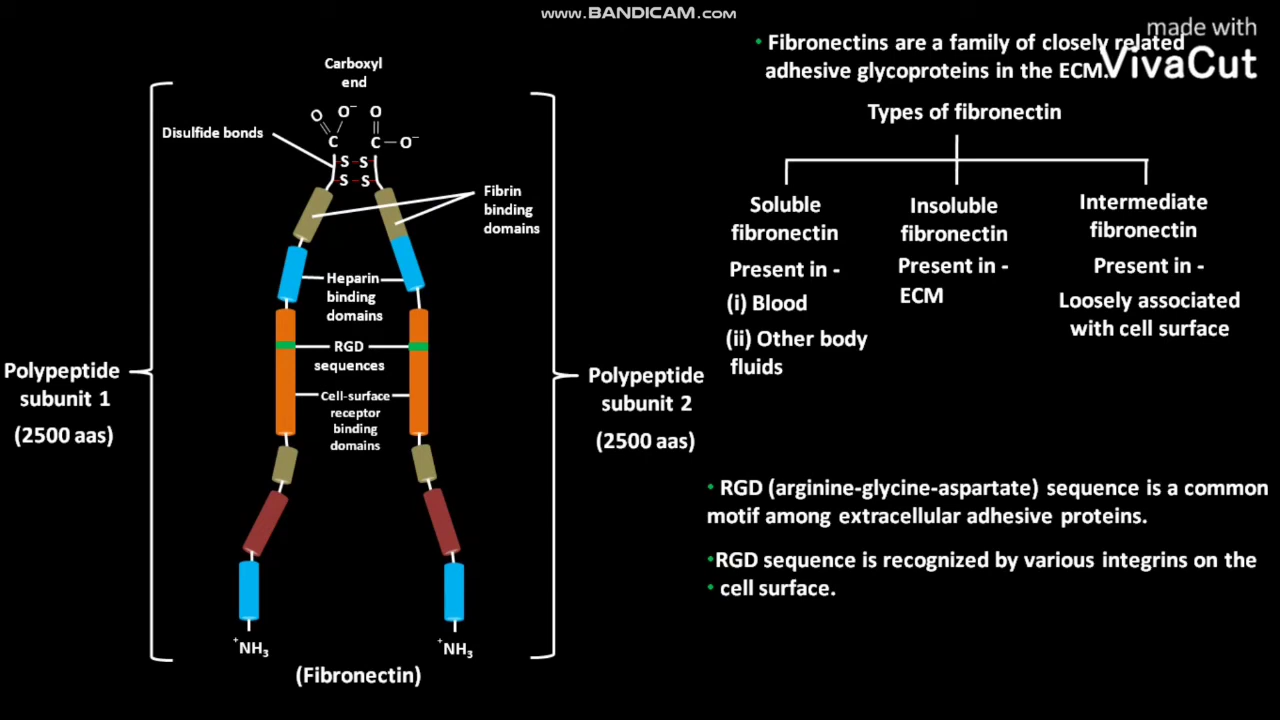 www.BANDICAM.com
made with
VivaCut
• Fibronectins are a family of closely related
adhesive glycoproteins in the ECM.
Types of fibronectin
Soluble
fibronectin
Present in -
(i) Blood
(ii) Other body
fluids
Insoluble
fibronectin
Present in -
ECM
Intermediate
fibronectin
Present in -
Loosely associated
with cell surface
Carboxyl
end
O O⁻ O
C C – O⁻
Disulfide bonds
S – S
S – S
Fibrin
binding
domains
Heparin
binding
domains
RGD
sequences
Cell-surface
receptor
binding
domains
Polypeptide
subunit 1
(2500 aas)
Polypeptide
subunit 2
(2500 aas)
⁺NH₃ ⁺NH₃
(Fibronectin)
• RGD (arginine-glycine-aspartate) sequence is a common
motif among extracellular adhesive proteins.
•RGD sequence is recognized by various integrins on the
• cell surface.